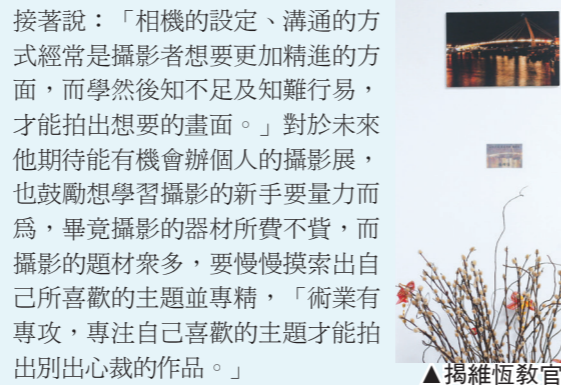 接著說：「相機的設定、溝通的方
式經常是攝影者想要更加精進的方
面，而學然後知不足及知難行易，
才能拍出想要的畫面。」對於未來
他期待能有機會辦個人的攝影展，
也鼓勵想學習攝影的新手要量力而
為，畢竟攝影的器材所費不貲，而
攝影的題材眾多，要慢慢摸索出自
己所喜歡的主題並專精，「術業有
專攻，專注自己喜歡的主題才能拍
出別出心裁的作品。」
▲揭維恆教官